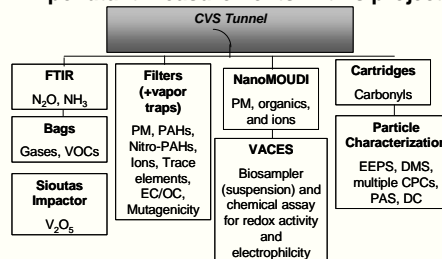 CVS Tunnel
FTIR
N₂O, NH₃
Bags
Gases, VOCs
Sioutas
Impactor
V₂O₅
Filters
(+vapor
traps)
PM, PAHs,
Nitro-PAHs,
Ions, Trace
elements,
EC/OC,
Mutagenicity
NanoMOUDI
PM, organics,
and ions
VACES
Biosampler
(suspension) and
chemical assay
for redox activity
and
electrophilcity
Cartridges
Carbonyls
Particle
Characterization
EEPS, DMS,
multiple CPCs,
PAS, DC